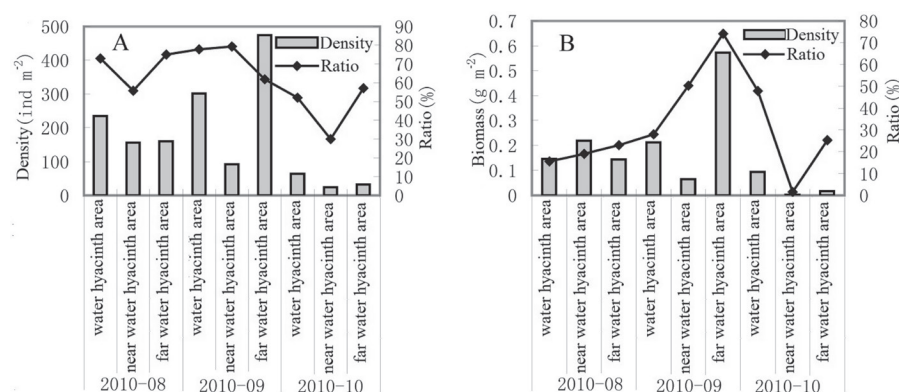 A
Density
Ratio
Density(ind m-2)
500
400
300
200
100
0
90
80
70
60
50
40
30
20
10
0
Ratio(%)
water hyacinth area
near water hyacinth area
far water hyacinth area
water hyacinth area
near water hyacinth area
far water hyacinth area
water hyacinth area
near water hyacinth area
far water hyacinth area
2010-08
2010-09
2010-10
B
Density
Ratio
Biomass(g m-2)
0.7
0.6
0.5
0.4
0.3
0.2
0.1
0
80
70
60
50
40
30
20
10
0
Ratio(%)
water hyacinth area
near water hyacinth area
far water hyacinth area
water hyacinth area
near water hyacinth area
far water hyacinth area
water hyacinth area
near water hyacinth area
far water hyacinth area
2010-08
2010-09
2010-10